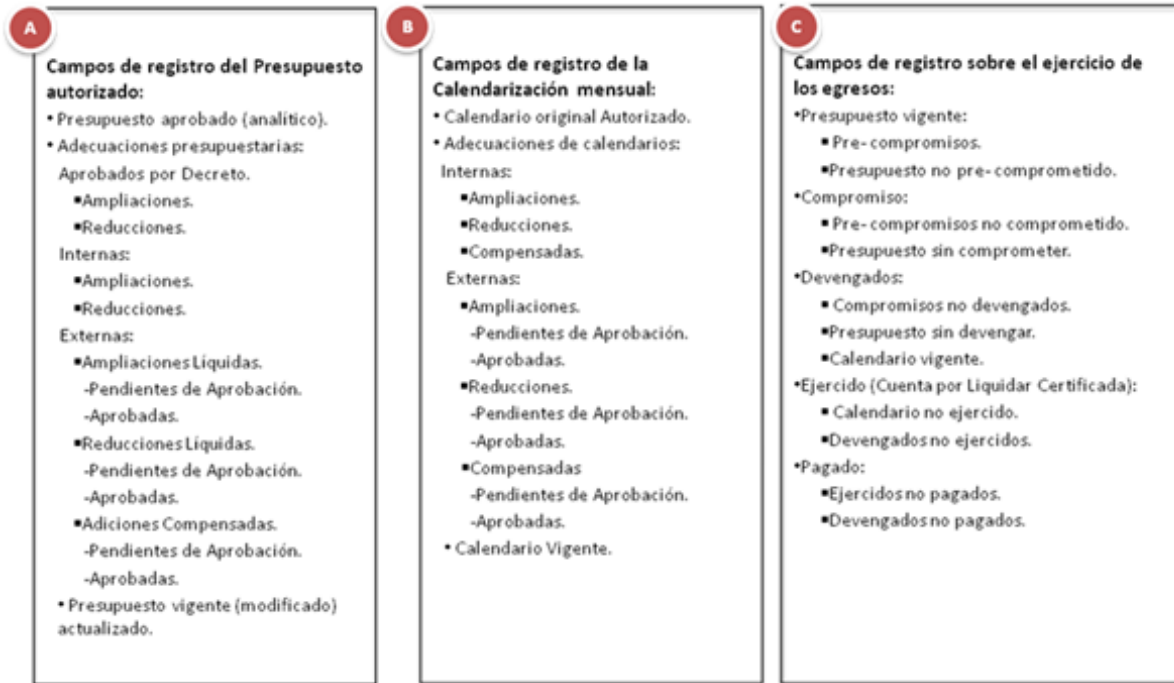 A
Campos de registro del Presupuesto
autorizado:
• Presupuesto aprobado (analítico).
• Adecuaciones presupuestarias:
Aprobados por Decreto.
▪Ampliaciones.
▪Reducciones.
Internas:
▪Ampliaciones.
▪Reducciones.
Externas:
▪Ampliaciones Líquidas.
-Pendientes de Aprobación.
-Aprobadas.
▪Reducciones Líquidas.
-Pendientes de Aprobación.
-Aprobadas.
▪Adiciones Compensadas.
-Pendientes de Aprobación.
-Aprobadas.
• Presupuesto vigente (modificado)
actualizado.
B
Campos de registro de la
Calendarización mensual:
• Calendario original Autorizado.
• Adecuaciones de calendarios:
Internas:
▪Ampliaciones.
▪Reducciones.
▪Compensadas.
Externas:
▪Ampliaciones.
-Pendientes de Aprobación.
-Aprobadas.
▪Reducciones.
-Pendientes de Aprobación.
-Aprobadas.
▪Compensadas
-Pendientes de Aprobación.
-Aprobadas.
• Calendario Vigente.
C
Campos de registro sobre el ejercicio de
los egresos:
•Presupuesto vigente:
▪ Pre- compromisos.
▪Presupuesto no pre- comprometido.
•Compromiso:
▪ Pre- compromisos no comprometido.
▪Presupuesto sin comprometer.
•Devengados:
▪ Compromisos no devengados.
▪Presupuesto sin devengar.
▪Calendario vigente.
•Ejercido (Cuenta por Liquidar Certificada):
▪ Calendario no ejercido.
▪Devengados no ejercidos.
•Pagado:
▪Ejercidos no pagados.
▪Devengados no pagados.